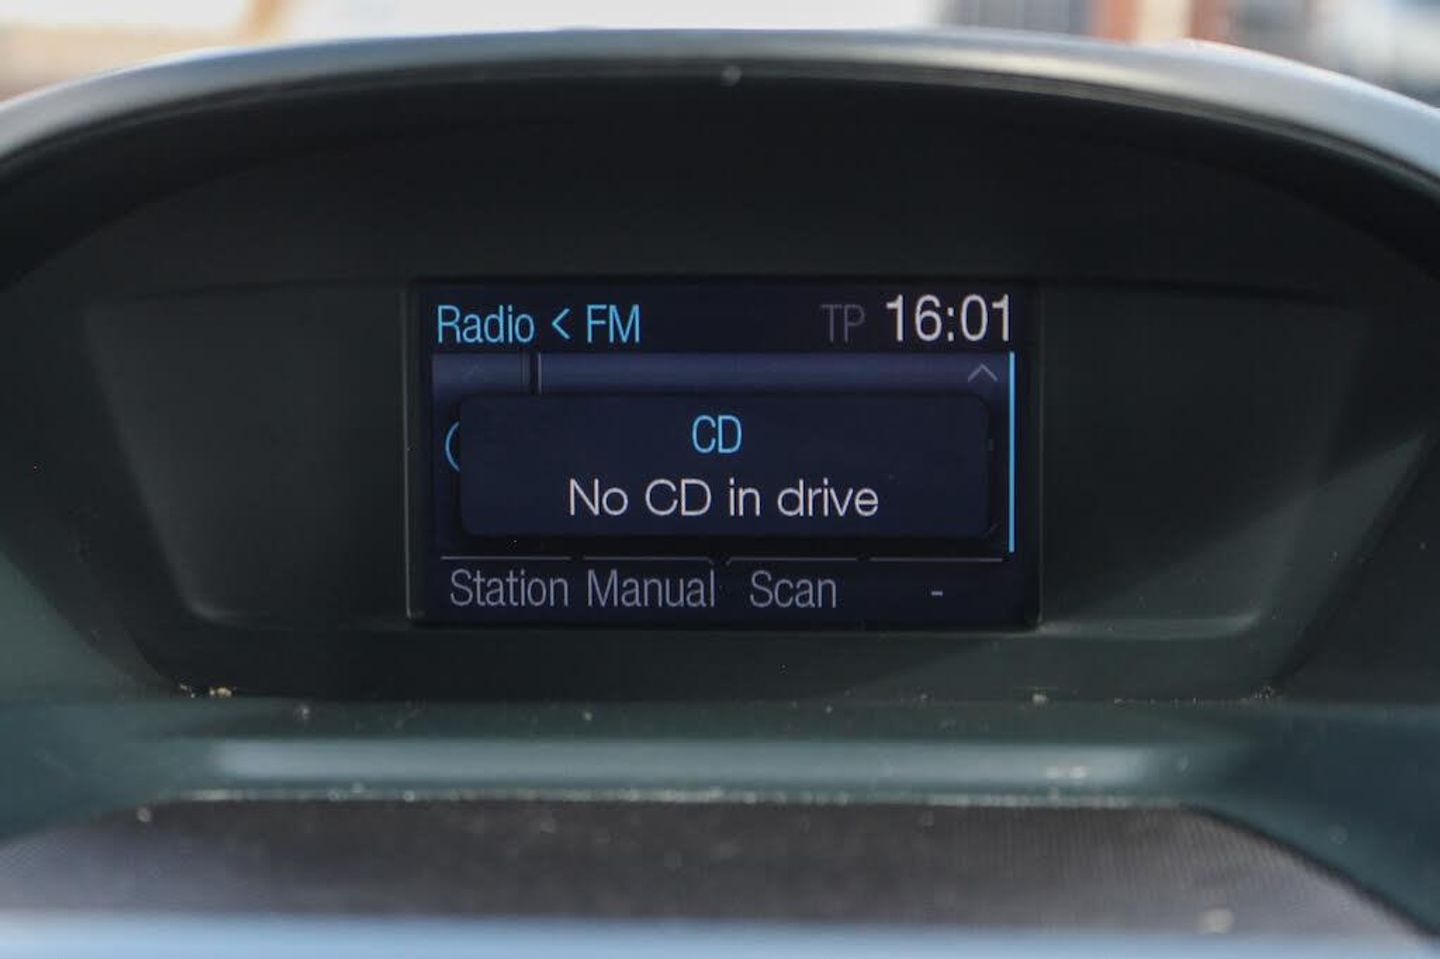 Radio < FM TP 16:01
CD
No CD in drive
Station Manual Scan -